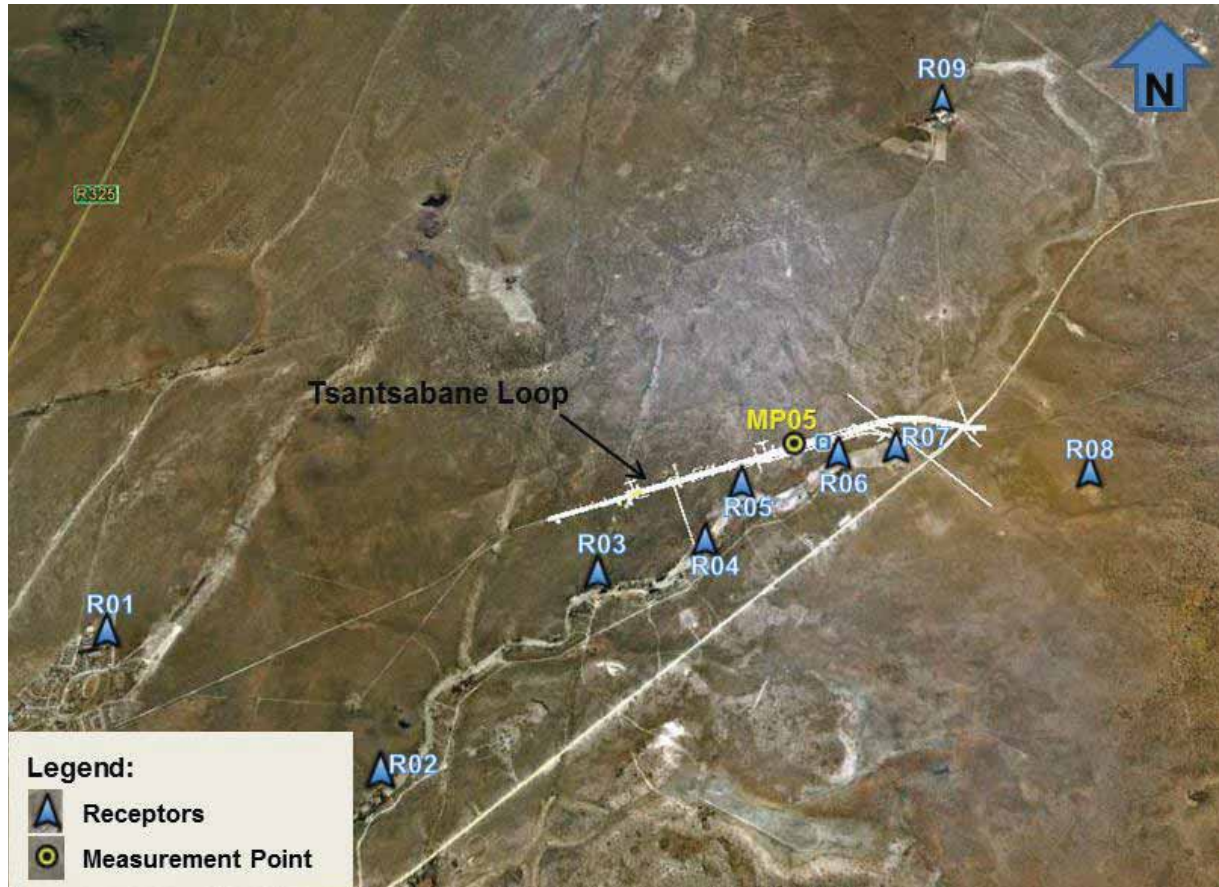 R09
N
R325
Tsantsabane Loop
MP05
R07
R08
R06
R05
R03
R04
R01
R02
Legend:
Receptors
Measurement Point